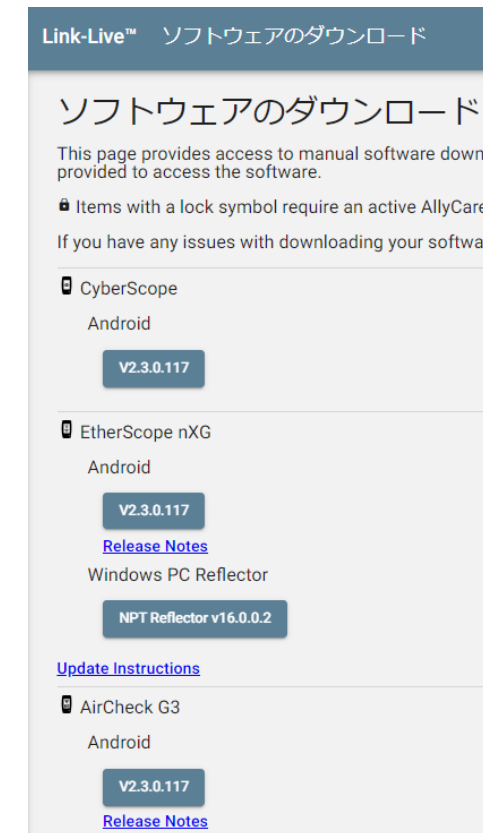 Link-Live™ ソフトウェアのダウンロード
ソフトウェアのダウンロード
This page provides access to manual software down
provided to access the software.
Items with a lock symbol require an active AllyCare
If you have any issues with downloading your softwa
CyberScope
Android
V2.3.0.117
EtherScope nXG
Android
V2.3.0.117
Release Notes
Windows PC Reflector
NPT Reflector v16.0.0.2
Update Instructions
AirCheck G3
Android
V2.3.0.117
Release Notes